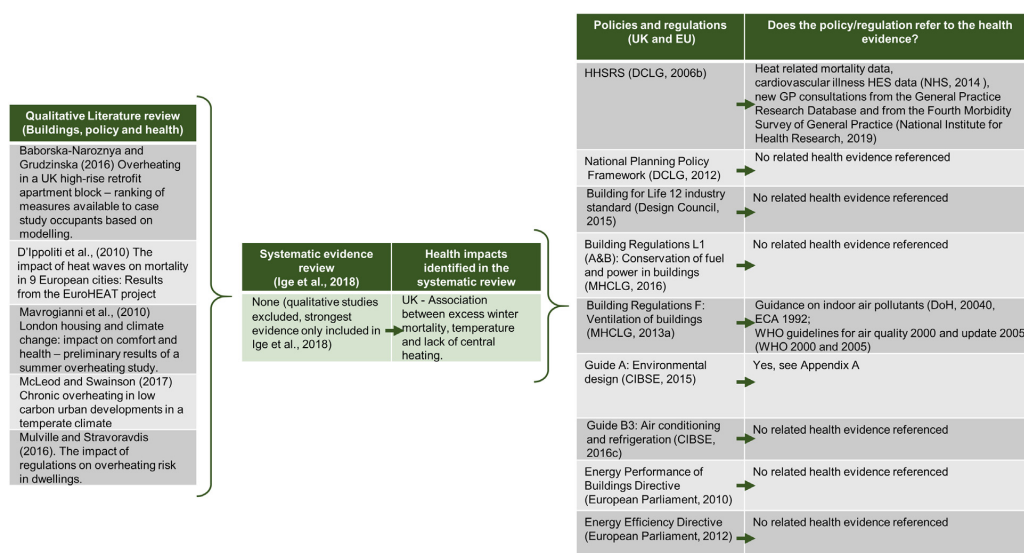 Qualitative Literature review
(Buildings, policy and health)
Baborska-Naroznya and
Grudzinska (2016) Overheating
in a UK high-rise retrofit
apartment block – ranking of
measures available to case
study occupants based on
modelling.
D'Ippoliti et al., (2010) The
impact of heat waves on mortality
in 9 European cities: Results
from the EuroHEAT project
Mavrogianni et al., (2010)
London housing and climate
change: impact on comfort and
health – preliminary results of a
summer overheating study.
McLeod and Swainson (2017)
Chronic overheating in low
carbon urban developments in a
temperate climate
Mulville and Stravoravdis
(2016). The impact of
regulations on overheating risk
in dwellings.
Systematic evidence
review
(Ige et al., 2018)
None (qualitative studies
excluded, strongest
evidence only included in
Ige et al., 2018)
Health impacts
identified in the
systematic review
UK - Association
between excess winter
mortality, temperature
and lack of central
heating.
Policies and regulations
(UK and EU)
Does the policy/regulation refer to the health
evidence?
HHSRS (DCLG, 2006b)
Heat related mortality data,
cardiovascular illness HES data (NHS, 2014 ),
new GP consultations from the General Practice
Research Database and from the Fourth Morbidity
Survey of General Practice (National Institute for
Health Research, 2019)
National Planning Policy
Framework (DCLG, 2012)
No related health evidence referenced
Building for Life 12 industry
standard (Design Council,
2015)
No related health evidence referenced
Building Regulations L1
(A&B): Conservation of fuel
and power in buildings
(MHCLG, 2016)
No related health evidence referenced
Building Regulations F:
Ventilation of buildings
(MHCLG, 2013a)
Guidance on indoor air pollutants (DoH, 20040,
ECA 1992;
WHO guidelines for air quality 2000 and update 2005
(WHO 2000 and 2005)
Guide A: Environmental
design (CIBSE, 2015)
Yes, see Appendix A
Guide B3: Air conditioning
and refrigeration (CIBSE,
2016c)
No related health evidence referenced
Energy Performance of
Buildings Directive
(European Parliament, 2010)
No related health evidence referenced
Energy Efficiency Directive
(European Parliament, 2012)
No related health evidence referenced